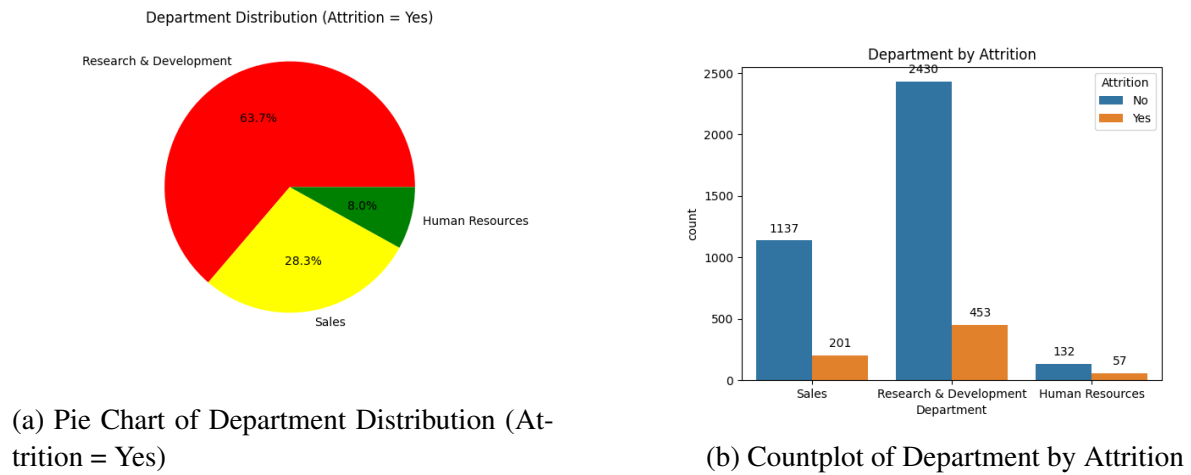 Department Distribution (Attrition = Yes)
Research & Development
63.7%
8.0%
Human Resources
28.3%
Sales
(a) Pie Chart of Department Distribution (At-
trition = Yes)
Department by Attrition
2430
2500
Attrition
No
Yes
2000
1500
count
1137
1000
500
453
201
132
57
0
Sales
Research & Development
Human Resources
Department
(b) Countplot of Department by Attrition